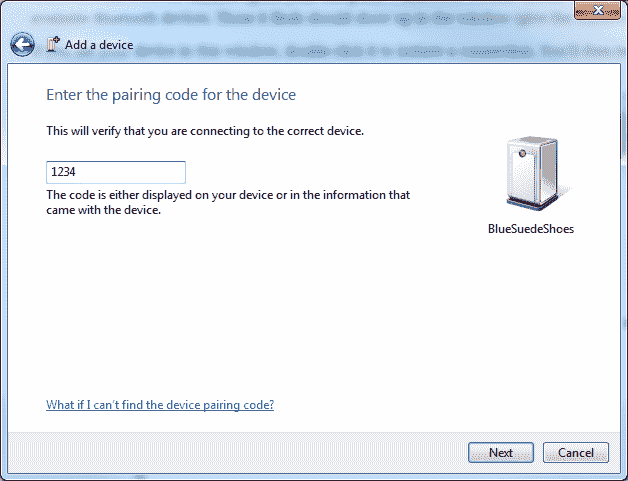 Add a device
Enter the pairing code for the device
This will verify that you are connecting to the correct device.
1234
The code is either displayed on your device or in the information that
came with the device.
BlueSuedeShoes
What if I can't find the device pairing code?
Next
Cancel